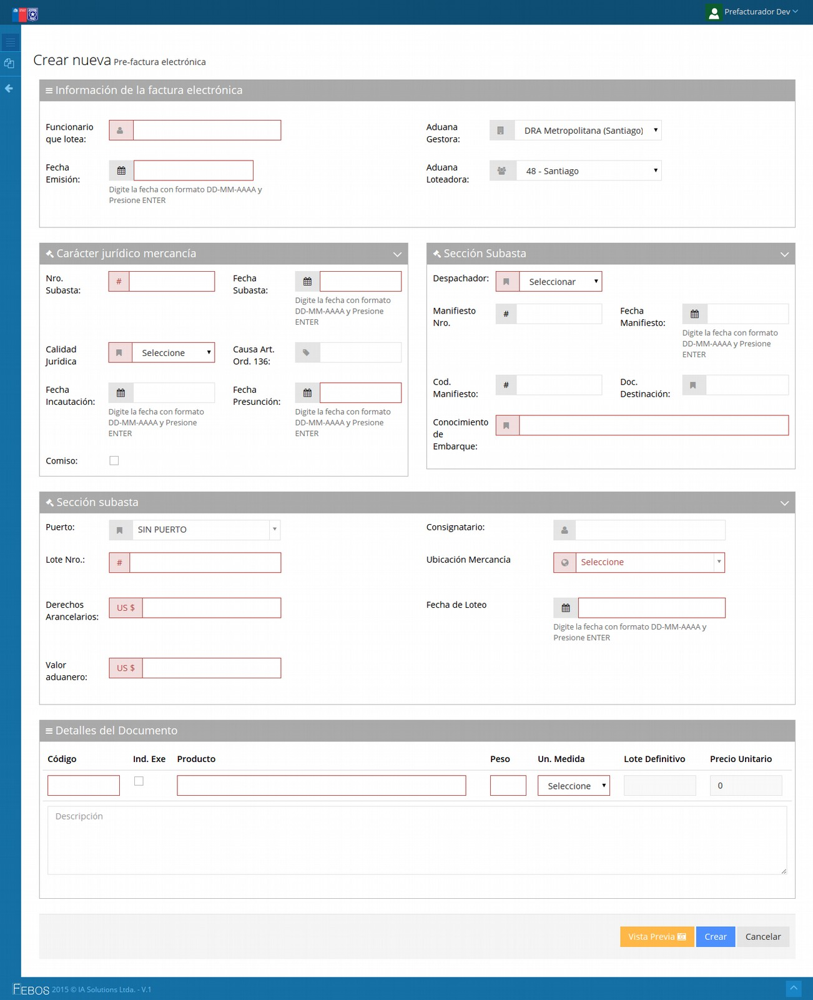 Prefacturador Dev
Crear nueva Pre-factura electrónica
Información de la factura electrónica
Funcionario
que lotea:
Aduana
Gestora:
DRA Metropolitana (Santiago)
Fecha
Emisión:
Digite la fecha con formato DD-MM-AAAA y
Presione ENTER
Aduana
Loteadora:
48 - Santiago
Carácter jurídico mercancía
Nro.
Subasta:
#
Fecha
Subasta:
Digite la fecha con formato
DD-MM-AAAA y Presione
ENTER
Calidad
Jurídica
Seleccione
Causa Art.
Ord. 136:
Fecha
Incautación:
Digite la fecha con formato
DD-MM-AAAA y Presione
ENTER
Fecha
Presunción:
Digite la fecha con formato
DD-MM-AAAA y Presione
ENTER
Comiso:
Sección Subasta
Despachador:
Seleccionar
Manifiesto
Nro.
#
Fecha
Manifiesto:
Digite la fecha con formato
DD-MM-AAAA y Presione
ENTER
Cod.
Manifiesto:
#
Doc.
Destinación:
Conocimiento
de
Embarque:
Sección subasta
Puerto:
SIN PUERTO
Consignatario:
Lote Nro.:
#
Ubicación Mercancía
Seleccione
Derechos
Arancelarios:
US $
Fecha de Loteo
Digite la fecha con formato DD-MM-AAAA y
Presione ENTER
Valor
aduanero:
US $
Detalles del Documento
Código Ind. Exe Producto Peso Un. Medida Lote Definitivo Precio Unitario
Seleccione 0
Descripción
Vista Previa Crear Cancelar
FEBOS 2015 © IA Solutions Ltda. - V.1